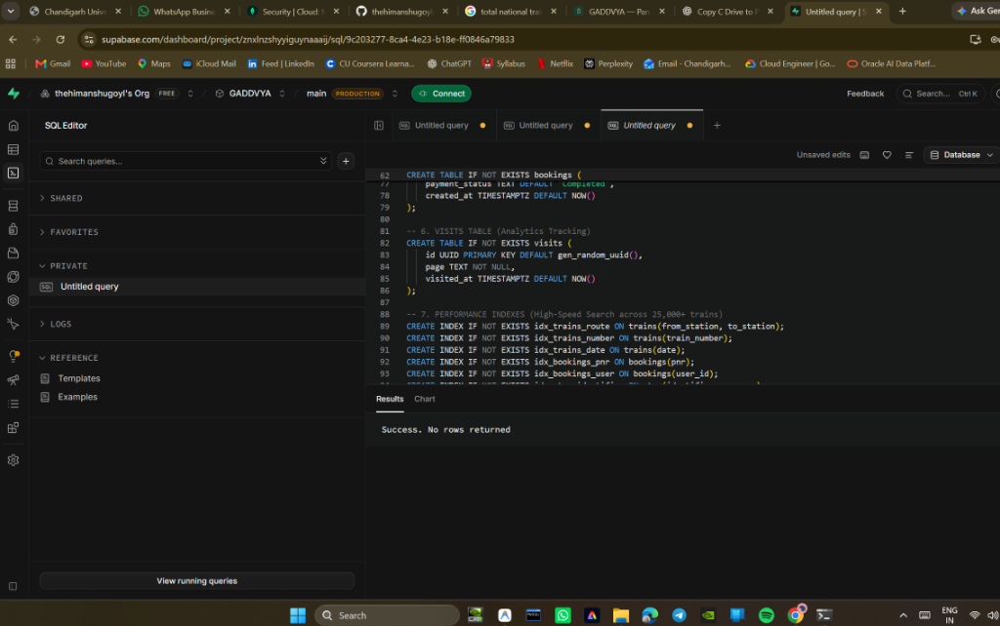 Chandigarh Unive
WhatsApp Busine
Security | Cloud: M
thehimanshugoyl
total national trai
GADDVYA — Pan
Copy C Drive to F
Untitled query | S
Ask Gem
supabase.com/dashboard/project/znxlnzshyyiguynaaaij/sql/9c203277-8ca4-4e23-b18e-ff0846a79833
Gmail
YouTube
Maps
iCloud Mail
Feed | LinkedIn
CU Coursera Learna...
ChatGPT
Syllabus
Netflix
Perplexity
Email - Chandigarh...
Cloud Engineer | Go...
Oracle AI Data Platf...
thehimanshugoyl's Org
FREE
GADDVYA
main
PRODUCTION
Connect
Feedback
Search...
Ctrl K
SQL Editor
Untitled query
Untitled query
Untitled query
Search queries...
Unsaved edits
Database
SHARED
FAVORITES
PRIVATE
Untitled query
LOGS
REFERENCE
Templates
Examples
View running queries
62 CREATE TABLE IF NOT EXISTS bookings (
77 payment_status TEXT DEFAULT 'Completed',
78 created_at TIMESTAMPTZ DEFAULT NOW()
79 );
80
81 -- 6. VISITS TABLE (Analytics Tracking)
82 CREATE TABLE IF NOT EXISTS visits (
83 id UUID PRIMARY KEY DEFAULT gen_random_uuid(),
84 page TEXT NOT NULL,
85 visited_at TIMESTAMPTZ DEFAULT NOW()
86 );
87
88 -- 7. PERFORMANCE INDEXES (High-Speed Search across 25,000+ trains)
89 CREATE INDEX IF NOT EXISTS idx_trains_route ON trains(from_station, to_station);
90 CREATE INDEX IF NOT EXISTS idx_trains_number ON trains(train_number);
91 CREATE INDEX IF NOT EXISTS idx_trains_date ON trains(date);
92 CREATE INDEX IF NOT EXISTS idx_bookings_pnr ON bookings(pnr);
93 CREATE INDEX IF NOT EXISTS idx_bookings_user ON bookings(user_id);
Results
Chart
Success. No rows returned
Search
ENG
IN